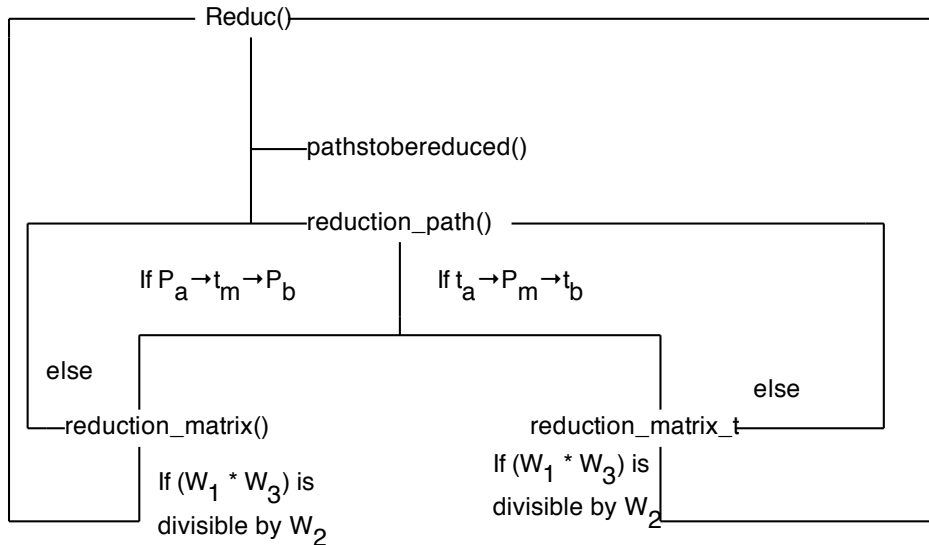 Reduc()
pathstobereduced()
reduction_path()
If Pa→tm→Pb
If ta→Pm→tb
else
else
reduction_matrix()
reduction_matrix_t
If (W1 * W3) is
divisible by W2
If (W1 * W3) is
divisible by W2